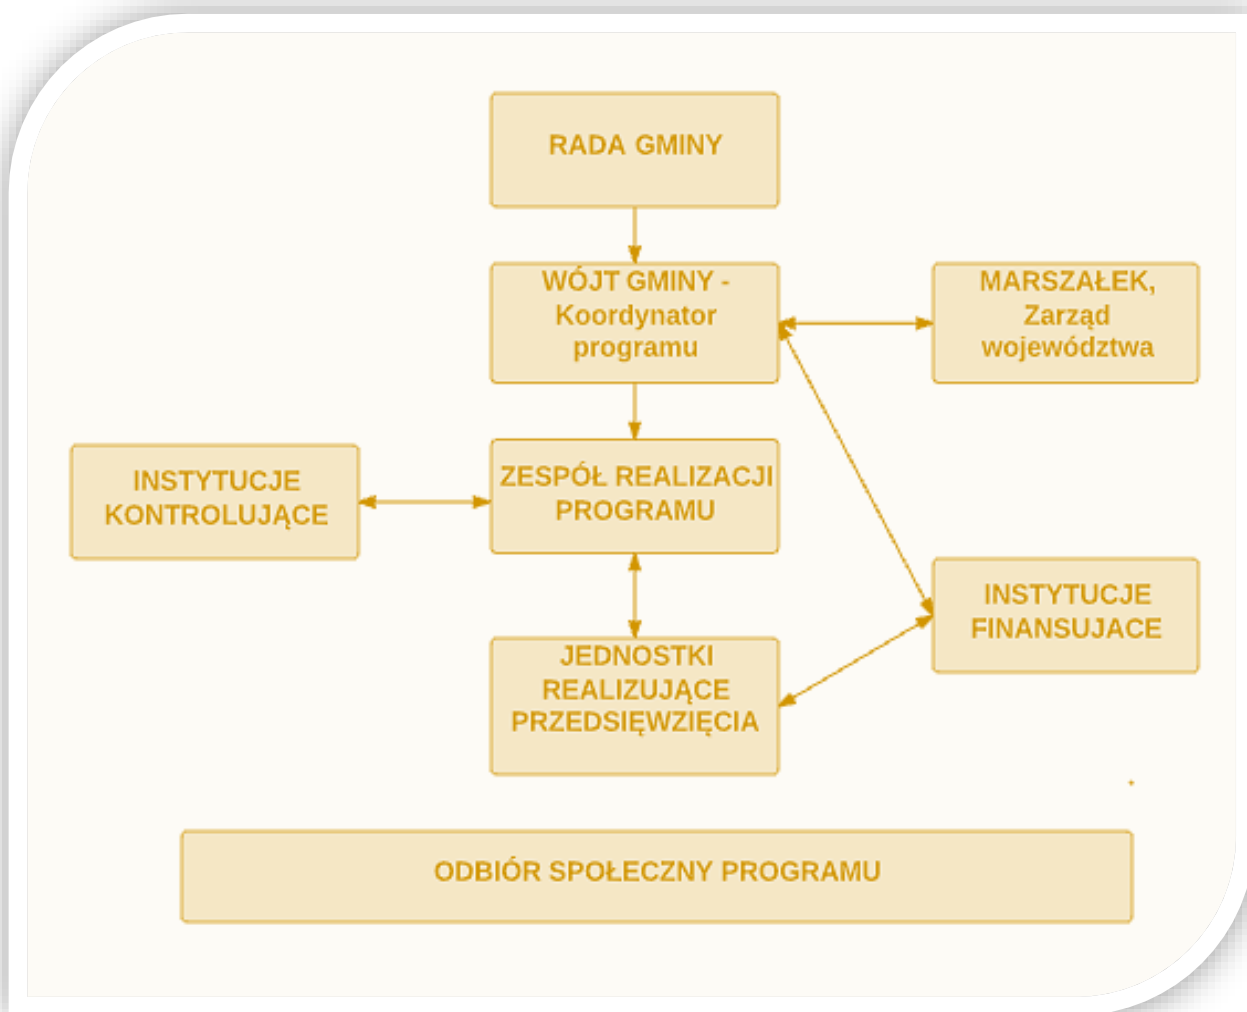 RADA GMINY
WÓJT GMINY -
Koordynator
programu
MARSZAŁEK,
Zarząd
województwa
INSTYTUCJE
KONTROLUJĄCE
ZESPÓŁ REALIZACJI
PROGRAMU
INSTYTUCJE
FINANSUJACE
JEDNOSTKI
REALIZUJĄCE
PRZEDSIĘWZIĘCIA
ODBIÓR SPOŁECZNY PROGRAMU